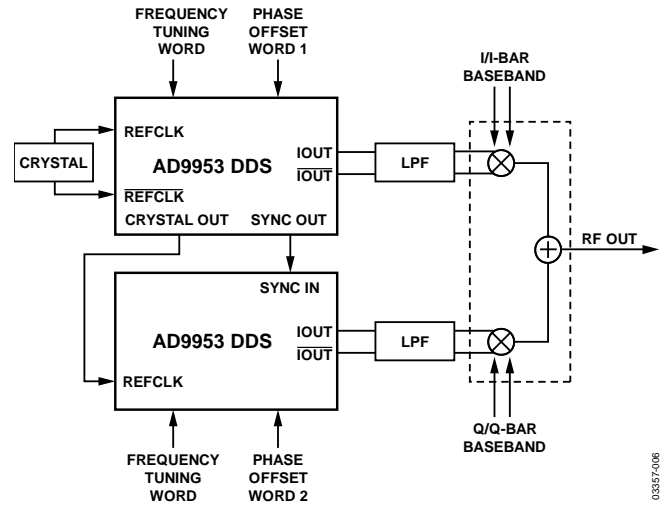 FREQUENCY
TUNING
WORD
PHASE
OFFSET
WORD 1
I/I-BAR
BASEBAND
REFCLK
CRYSTAL
AD9953 DDS
IOUT
IOUT
LPF
REFCLK
CRYSTAL OUT
SYNC OUT
RF OUT
SYNC IN
AD9953 DDS
IOUT
IOUT
LPF
REFCLK
Q/Q-BAR
BASEBAND
FREQUENCY
TUNING
WORD
PHASE
OFFSET
WORD 2
03357-006